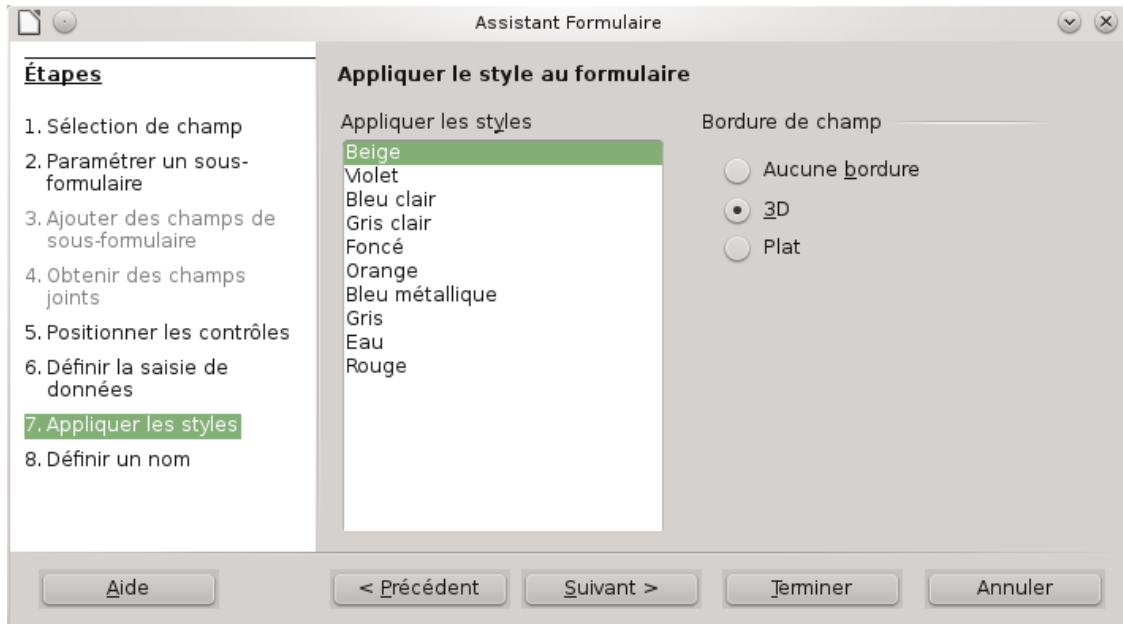 Assistant Formulaire
Étapes
1. Sélection de champ
2. Paramétrer un sous-
formulaire
3. Ajouter des champs de
sous-formulaire
4. Obtenir des champs
joints
5. Positionner les contrôles
6. Définir la saisie de
données
7. Appliquer les styles
8. Définir un nom
Appliquer le style au formulaire
Appliquer les styles
Beige
Violet
Bleu clair
Gris clair
Foncé
Orange
Bleu métallique
Gris
Eau
Rouge
Bordure de champ
Aucune bordure
3D
Plat
Aide
< Précédent
Suivant >
Terminer
Annuler